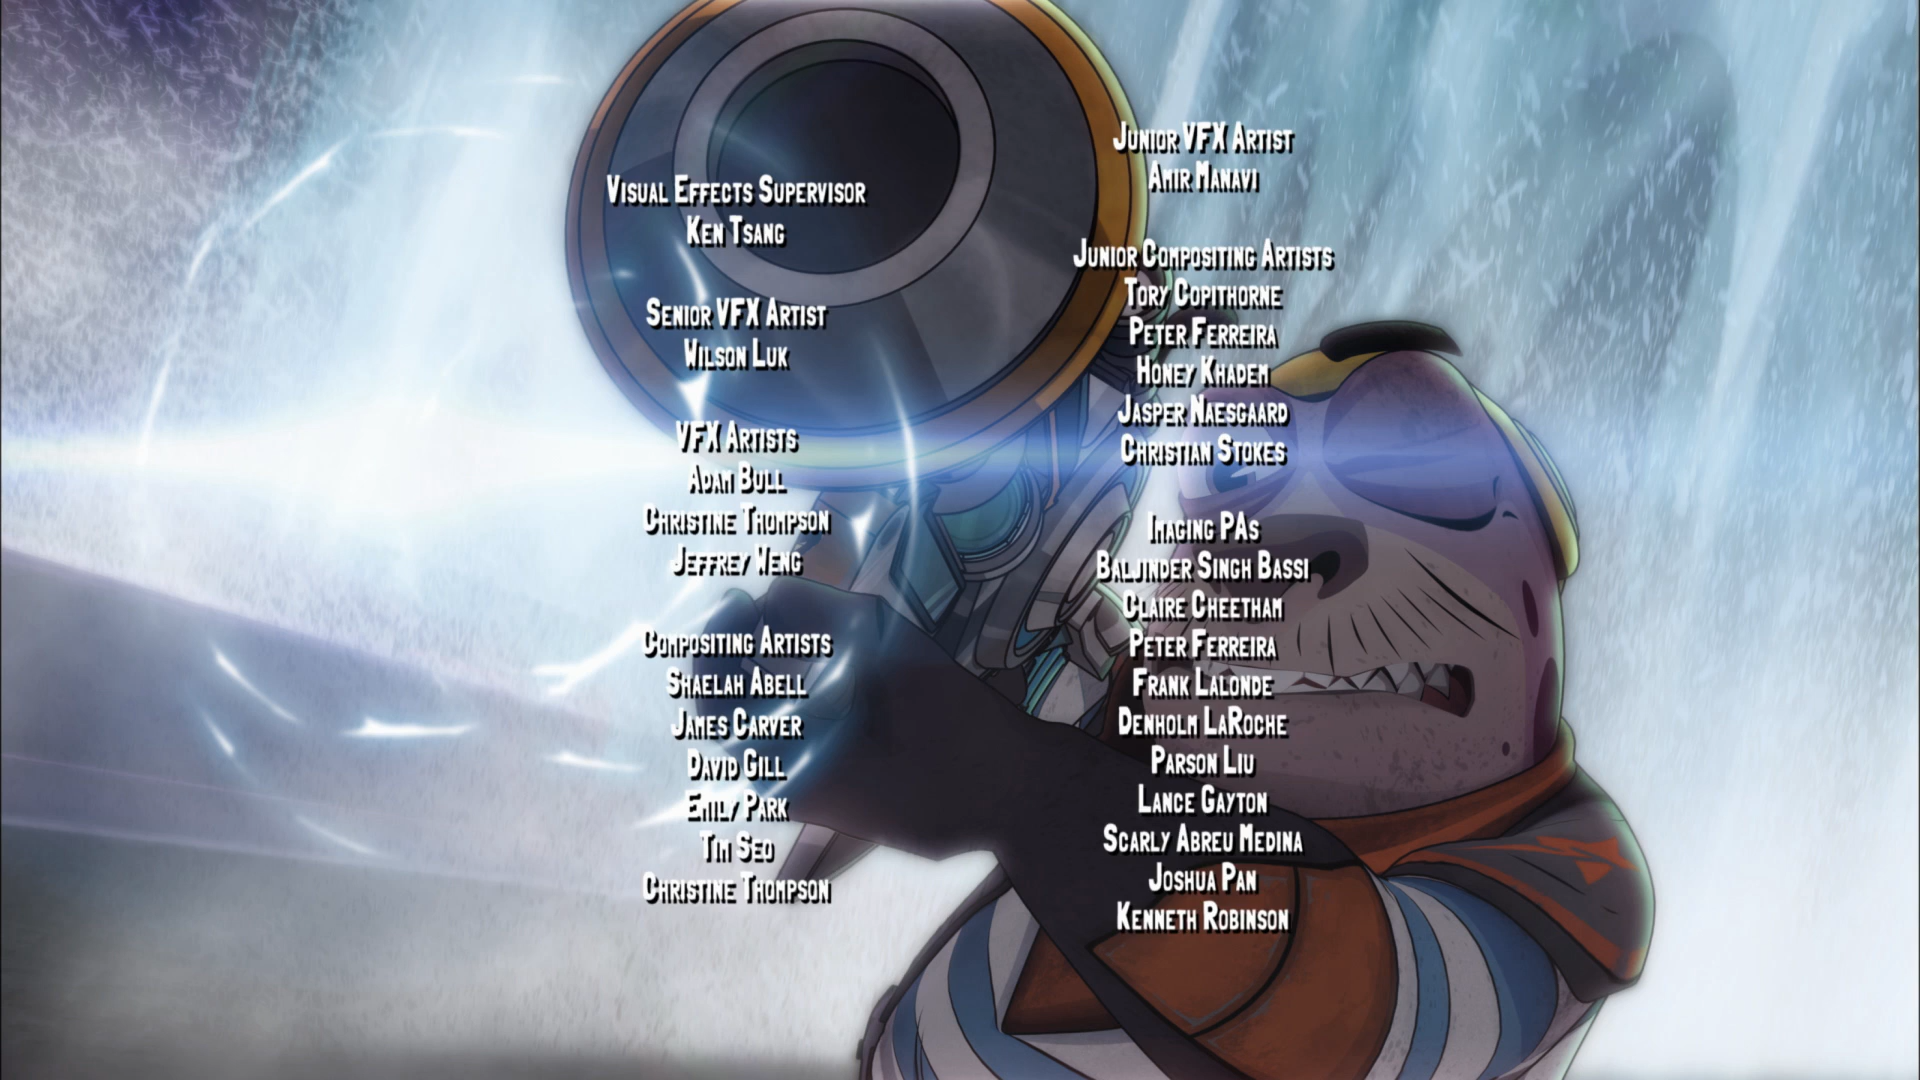 Visual Effects Supervisor
Ken Tsang
Senior VFX Artist
Wilson Luk
VFX Artists
Adam Bull
Christine Thompson
Jeffrey Weng
Compositing Artists
Shaelah Abell
James Carver
David Gill
Emily Park
Tim Seo
Christine Thompson
Junior VFX Artist
Amir Manavi
Junior Compositing Artists
Tory Copithorne
Peter Ferreira
Honey Khadem
Jasper Naesgaard
Christian Stokes
Imaging PAs
Baljinder Singh Bassi
Claire Cheetham
Peter Ferreira
Frank Lalonde
Denholm LaRoche
Parson Liu
Lance Gayton
Scarly Abreu Medina
Joshua Pan
Kenneth Robinson